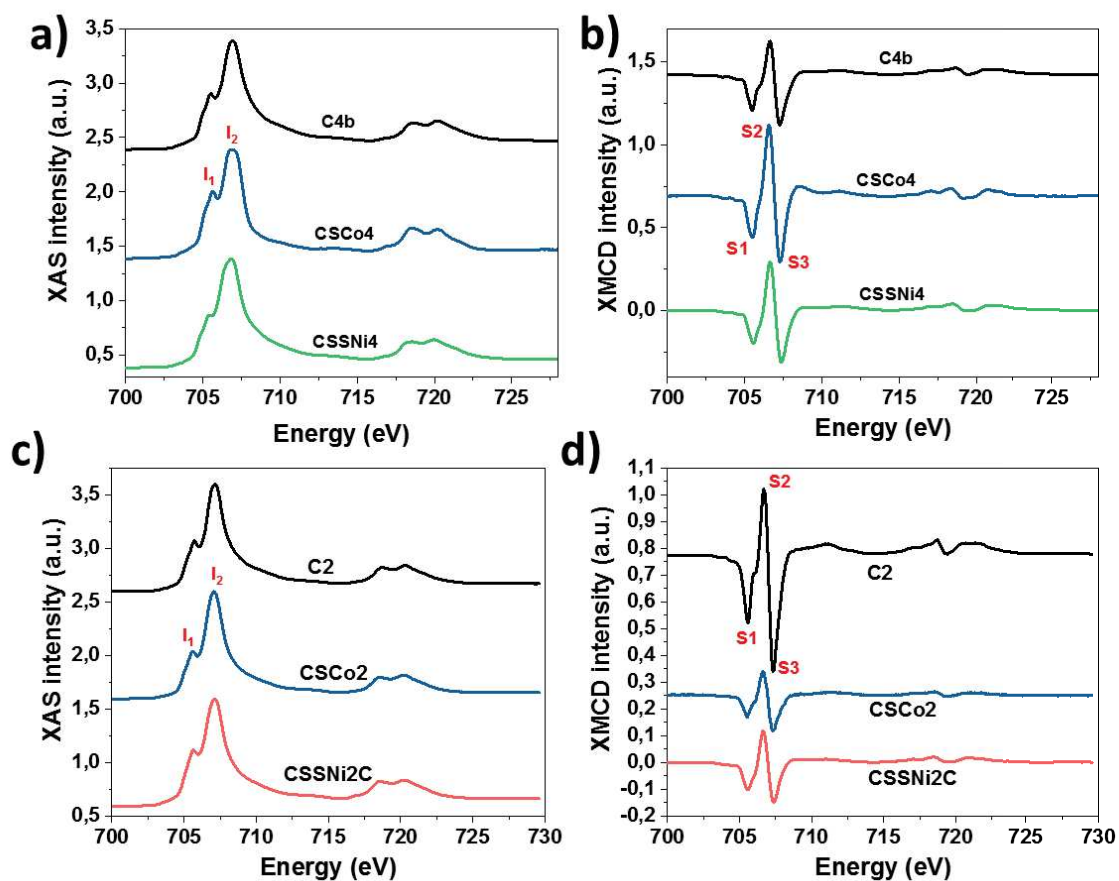 a)
3,5
3,0
2,5
2,0
1,5
1,0
0,5
XAS intensity (a.u.)
C4b
I2
I1
CSCo4
CSSNi4
700 705 710 715 720 725
Energy (eV)
b)
1,5
1,0
0,5
0,0
XMCD intensity (a.u.)
C4b
S2
CSCo4
S1
S3
CSSNi4
700 705 710 715 720 725
Energy (eV)
c)
3,5
3,0
2,5
2,0
1,5
1,0
0,5
XAS intensity (a.u.)
C2
I2
I1
CSCo2
CSSNi2C
700 705 710 715 720 725 730
Energy (eV)
d)
1,1
1,0
0,9
0,8
0,7
0,6
0,5
0,4
0,3
0,2
0,1
0,0
-0,1
-0,2
XMCD intensity (a.u.)
S2
C2
S1
S3
CSCo2
CSSNi2C
700 705 710 715 720 725 730
Energy (eV)